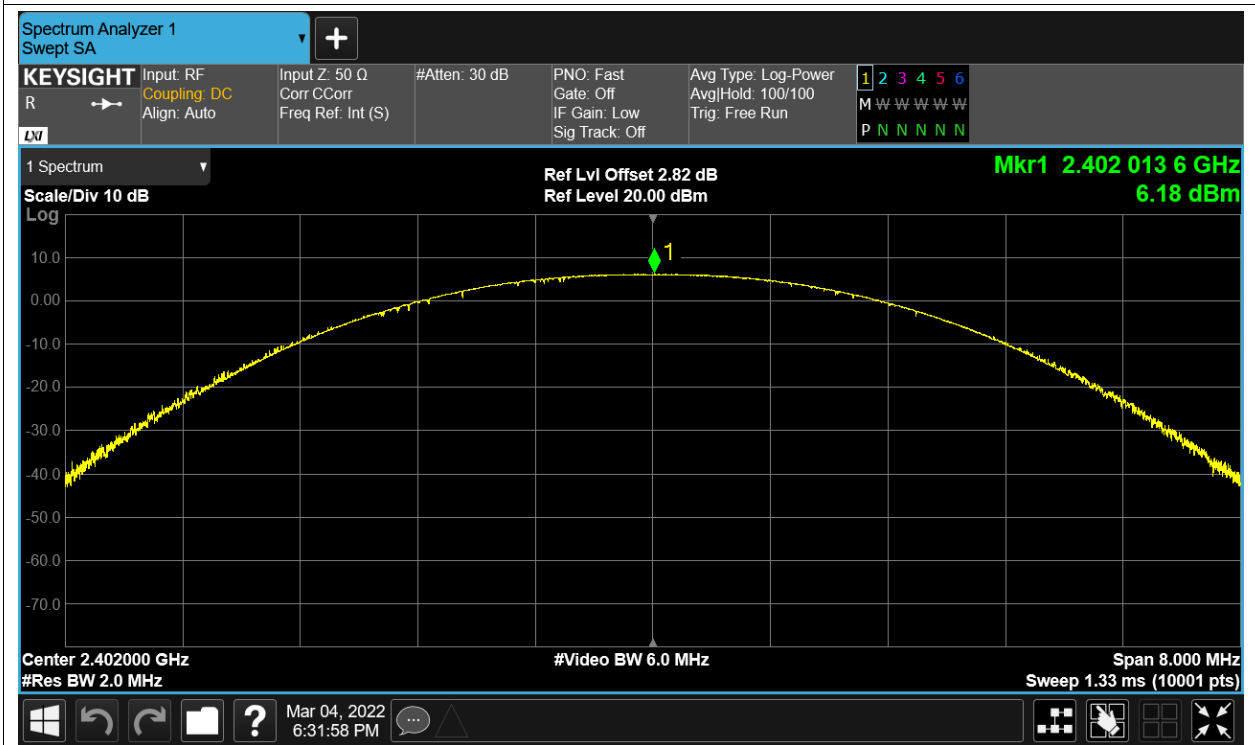 Spectrum Analyzer 1
Swept SA
▼
+
KEYSIGHT
R
LXI
Input: RF
Coupling: DC
Align: Auto
Input Z: 50 Ω
Corr CCorr
Freq Ref: Int (S)
#Atten: 30 dB
PNO: Fast
Gate: Off
IF Gain: Low
Sig Track: Off
Avg Type: Log-Power
Avg|Hold: 100/100
Trig: Free Run
1 2 3 4 5 6
M W W W W W
P N N N N N
1 Spectrum ▼
Scale/Div 10 dB
Log
Ref Lvl Offset 2.82 dB
Ref Level 20.00 dBm
Mkr1 2.402 013 6 GHz
6.18 dBm
1
10.0
0.00
-10.0
-20.0
-30.0
-40.0
-50.0
-60.0
-70.0
Center 2.402000 GHz
#Res BW 2.0 MHz
#Video BW 6.0 MHz
Span 8.000 MHz
Sweep 1.33 ms (10001 pts)
?
Mar 04, 2022
6:31:58 PM